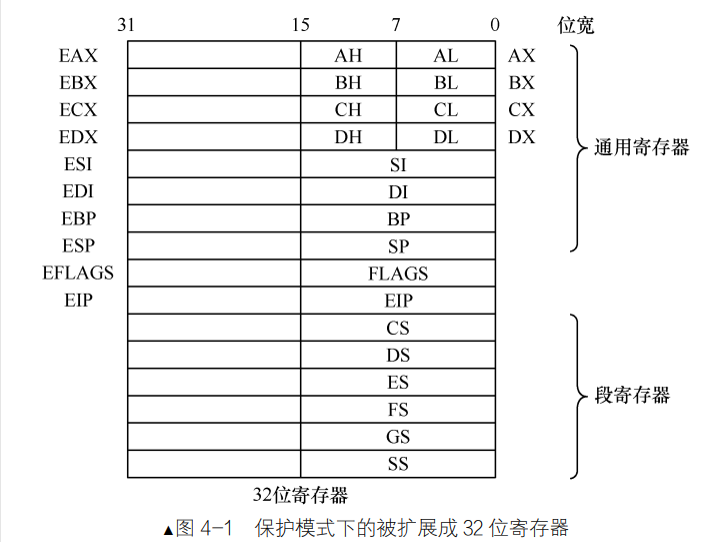 31 15 7 0 位宽
EAX AH AL AX
EBX BH BL BX
ECX CH CL CX
EDX DH DL DX
通用寄存器
ESI SI
EDI DI
EBP BP
ESP SP
EFLAGS FLAGS
EIP EIP
CS
DS
ES
段寄存器
FS
GS
SS
32位寄存器
▲图 4-1 保护模式下的被扩展成 32 位寄存器